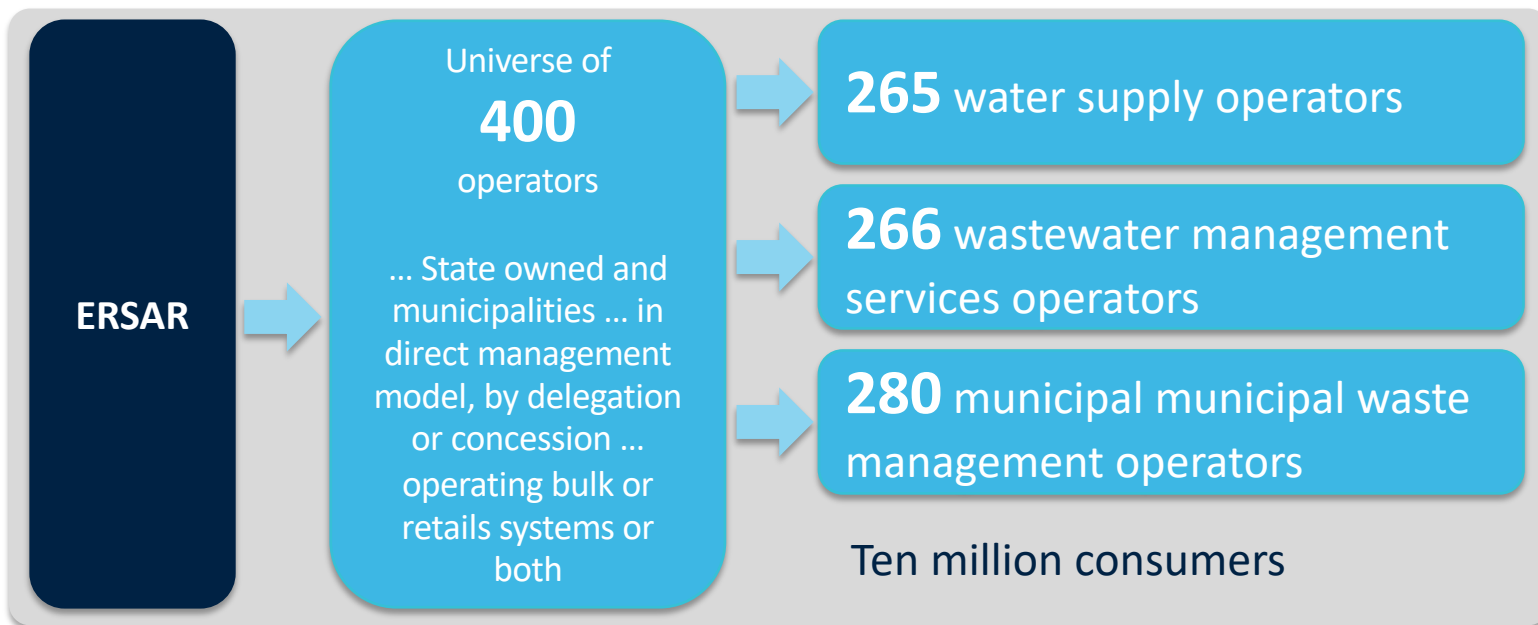 ERSAR
Universe of
400
operators
... State owned and
municipalities ... in
direct management
model, by delegation
or concession ...
operating bulk or
retails systems or
both
265 water supply operators
266 wastewater management
services operators
280 municipal municipal waste
management operators
Ten million consumers